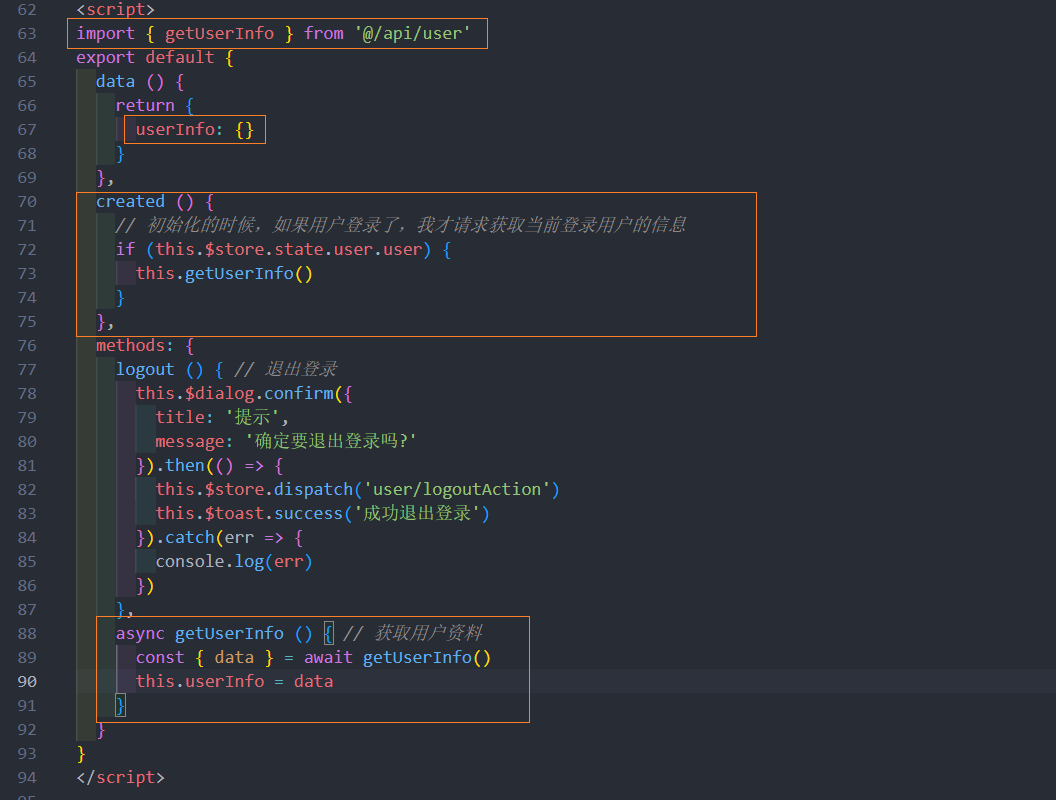 62 <script>
63 import { getUserInfo } from '@/api/user'
64 export default {
65 data () {
66 return {
67 userInfo: {}
68 }
69 },
70 created () {
71 // 初始化的时候，如果用户登录了，我才请求获取当前登录用户的信息
72 if (this.$store.state.user.user) {
73 this.getUserInfo()
74 }
75 },
76 methods: {
77 logout () { // 退出登录
78 this.$dialog.confirm({
79 title: '提示',
80 message: '确定要退出登录吗?'
81 }).then(() => {
82 this.$store.dispatch('user/logoutAction')
83 this.$toast.success('成功退出登录')
84 }).catch(err => {
85 console.log(err)
86 })
87 },
88 async getUserInfo () { // 获取用户资料
89 const { data } = await getUserInfo()
90 this.userInfo = data
91 }
92 }
93 }
94 </script>